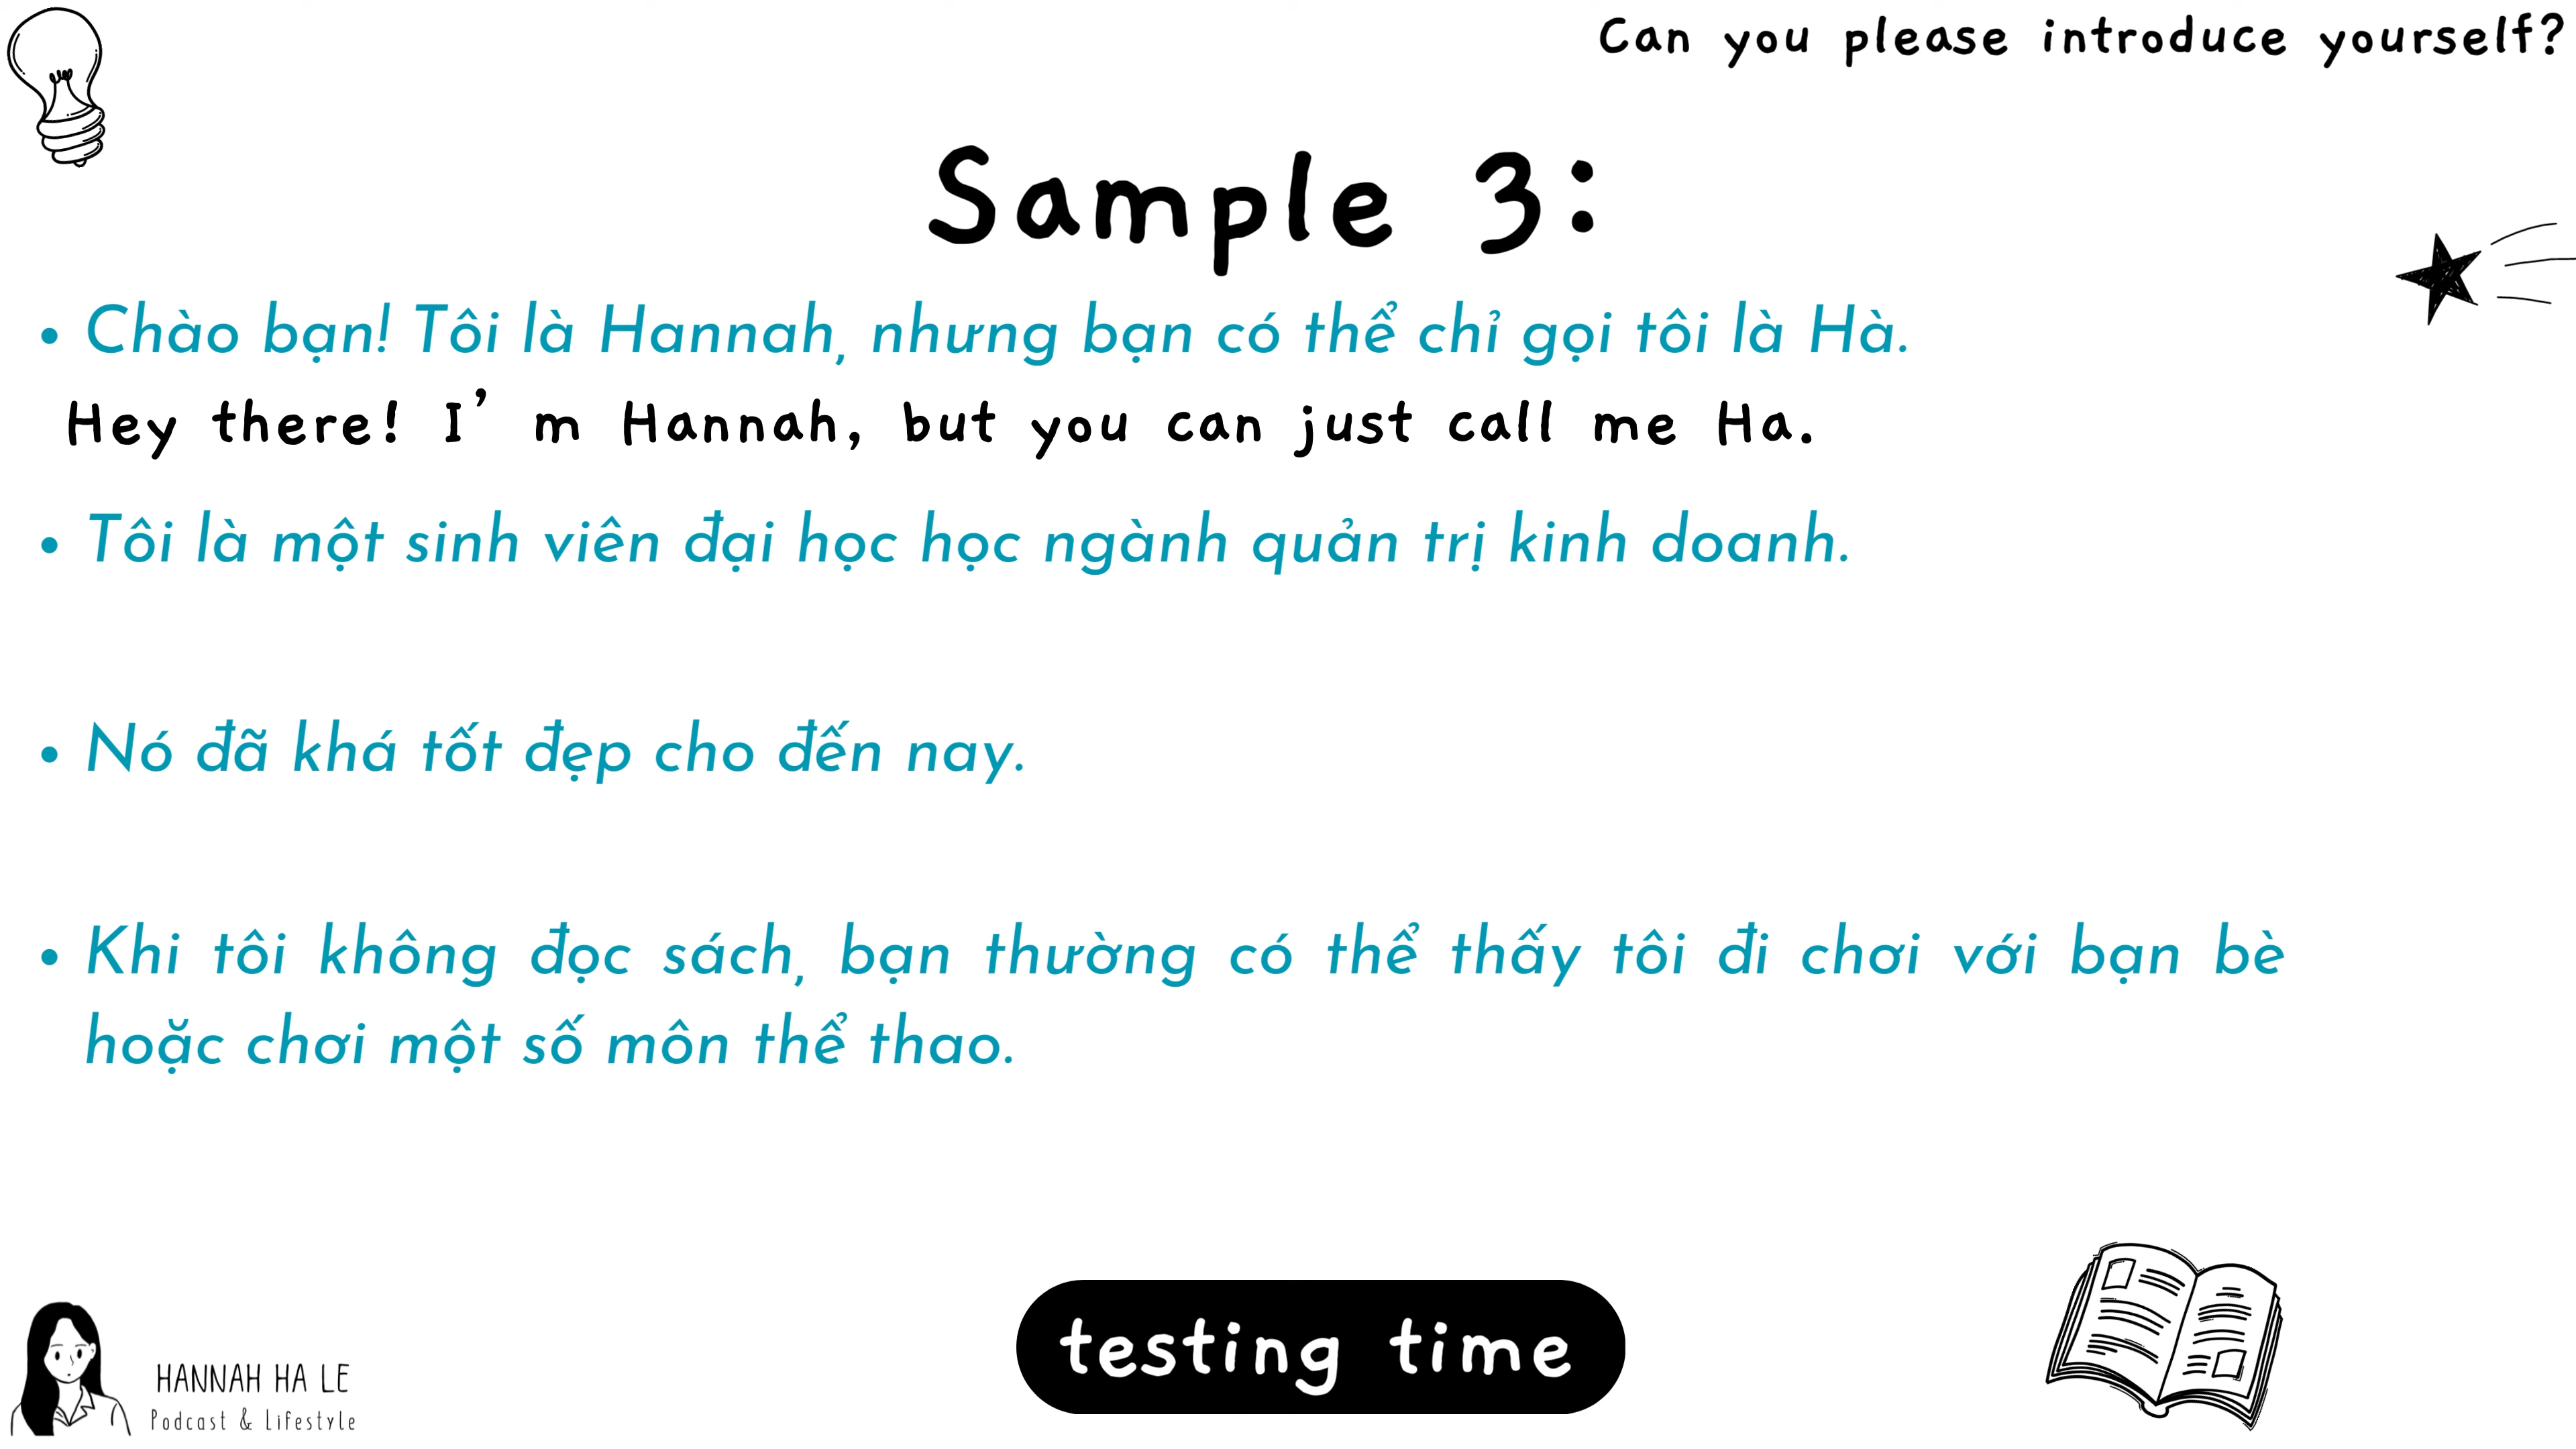 Can you please introduce yourself?
Sample 3:
• Chào bạn! Tôi là Hannah, nhưng bạn có thể chỉ gọi tôi là Hà.
Hey there! I’m Hannah, but you can just call me Ha.
• Tôi là một sinh viên đại học học ngành quản trị kinh doanh.
• Nó đã khá tốt đẹp cho đến nay.
• Khi tôi không đọc sách, bạn thường có thể thấy tôi đi chơi với bạn bè
hoặc chơi một số môn thể thao.
testing time
HANNAH HA LE
Podcast & Lifestyle